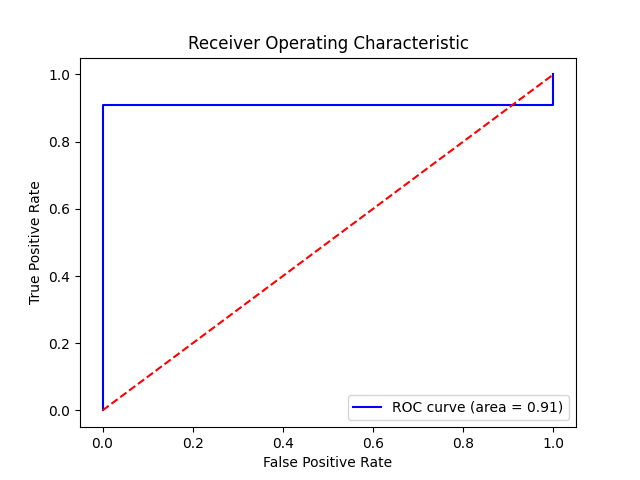 Receiver Operating Characteristic
True Positive Rate
1.0
0.8
0.6
0.4
0.2
0.0
ROC curve (area = 0.91)
0.0 0.2 0.4 0.6 0.8 1.0
False Positive Rate